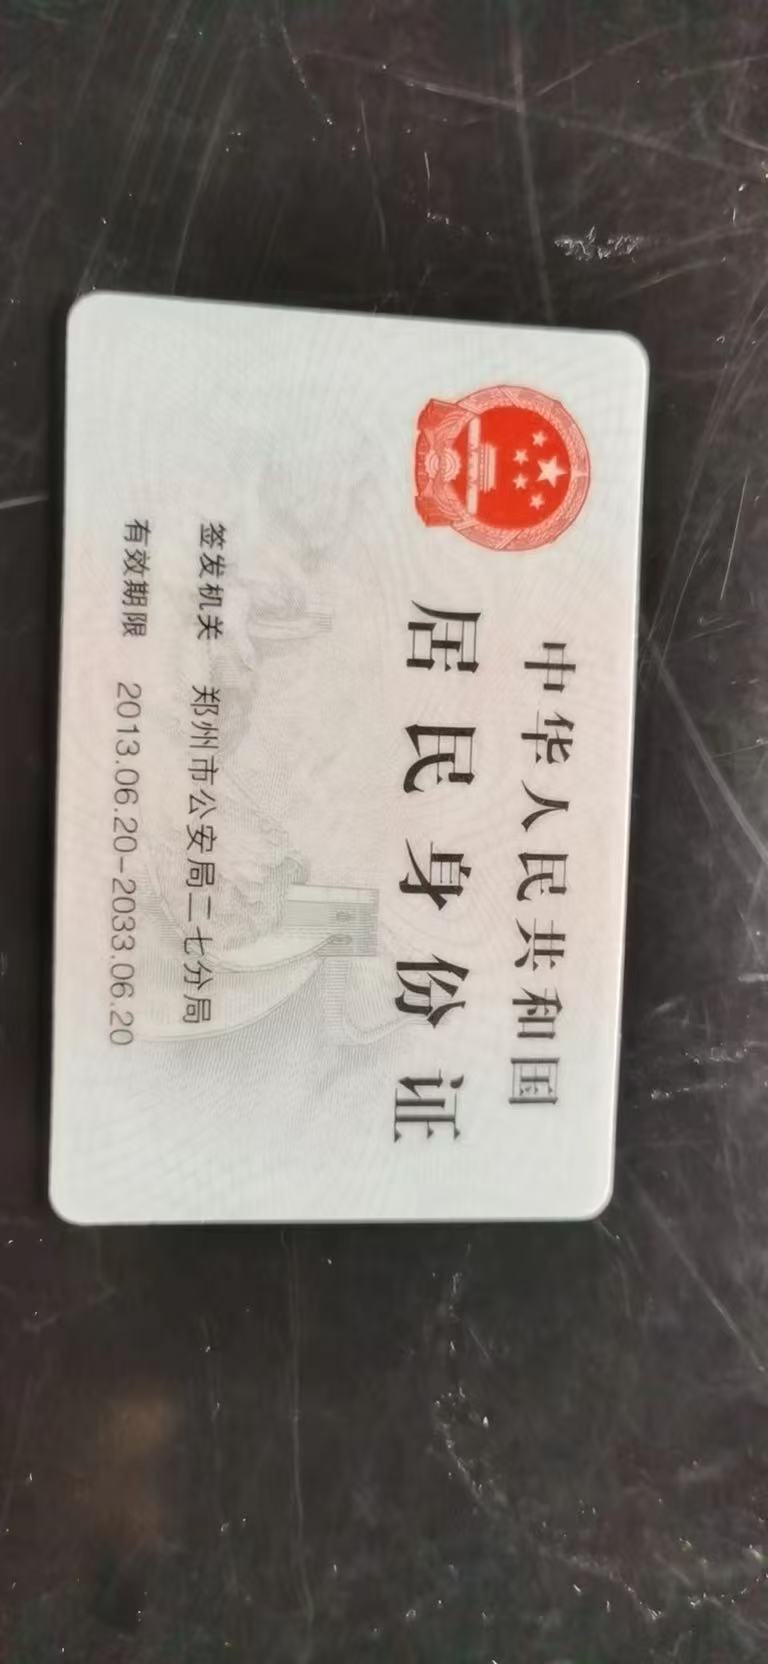 中华人民共和国
居民身份证
签发机关 郑州市公安局二七分局
有效期限 2013.06.20-2033.06.20